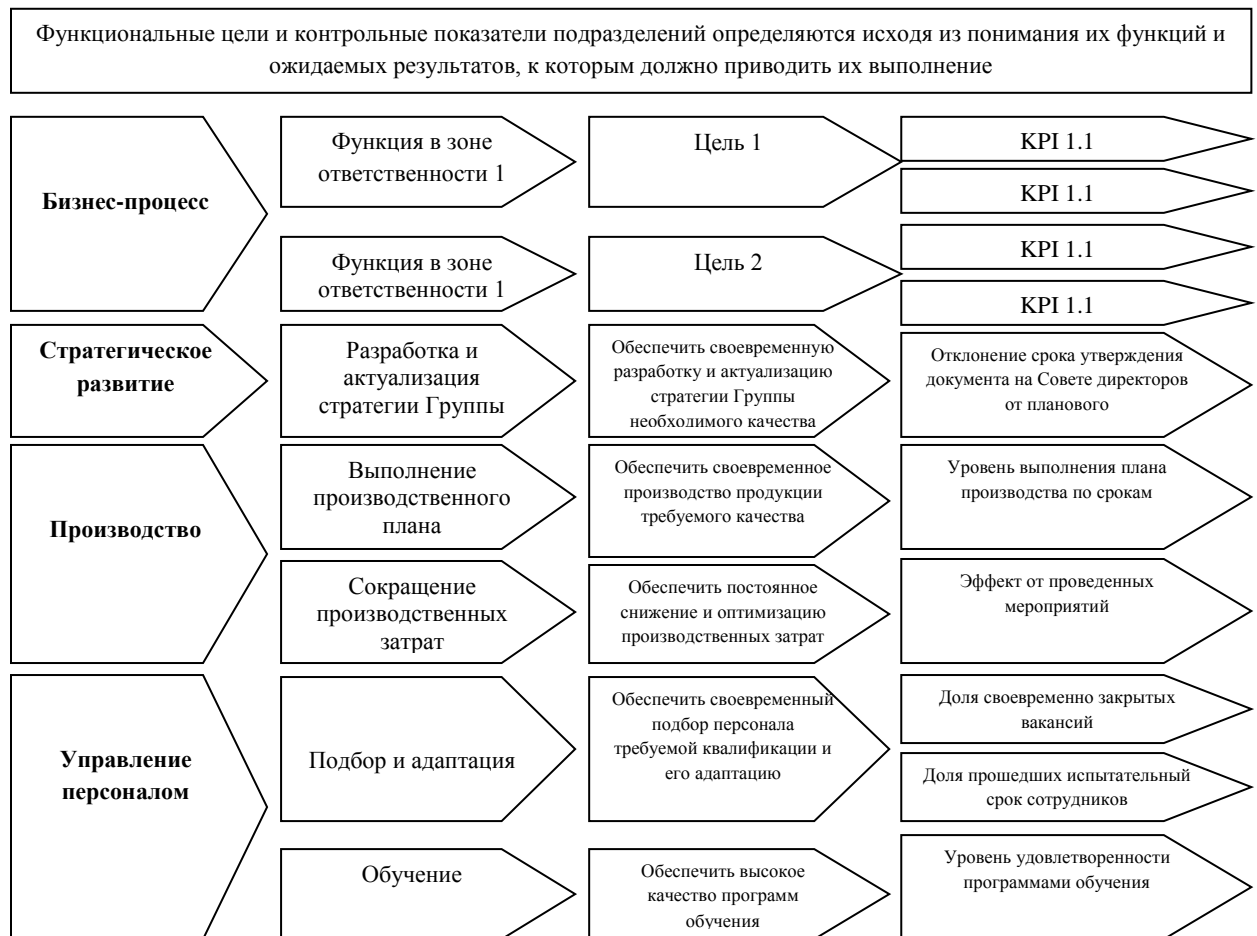 Функциональные цели и контрольные показатели подразделений определяются исходя из понимания их функций и
ожидаемых результатов, к которым должно приводить их выполнение
Бизнес-процесс
Функция в зоне
ответственности 1
Цель 1
KPI 1.1
KPI 1.1
Функция в зоне
ответственности 1
Цель 2
KPI 1.1
KPI 1.1
Стратегическое
развитие
Разработка и
актуализация
стратегии Группы
Обеспечить своевременную
разработку и актуализацию
стратегии Группы
необходимого качества
Отклонение срока утверждения
документа на Совете директоров
от планового
Производство
Выполнение
производственного
плана
Обеспечить своевременное
производство продукции
требуемого качества
Уровень выполнения плана
производства по срокам
Сокращение
производственных
затрат
Обеспечить постоянное
снижение и оптимизацию
производственных затрат
Эффект от проведенных
мероприятий
Управление
персоналом
Подбор и адаптация
Обеспечить своевременный
подбор персонала
требуемой квалификации и
его адаптацию
Доля своевременно закрытых
вакансий
Доля прошедших испытательный
срок сотрудников
Обучение
Обеспечить высокое
качество программ
обучения
Уровень удовлетворенности
программами обучения